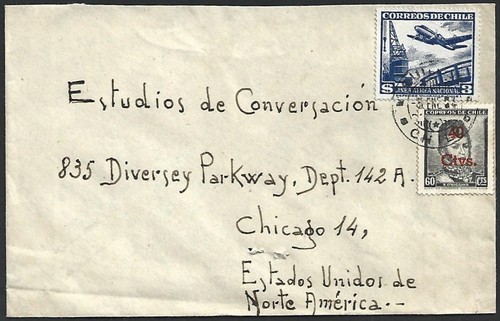 CORREOS DE CHILE
$ LINEA AEREA NACIONAL 3
Estudios de Conversación
CORREOS DE CHILE
40
Ctvs.
60 CTS
835 Diversey Parkway, Dept. 142 A.
Chicago 14,
Estados Unidos de
Norte América.-